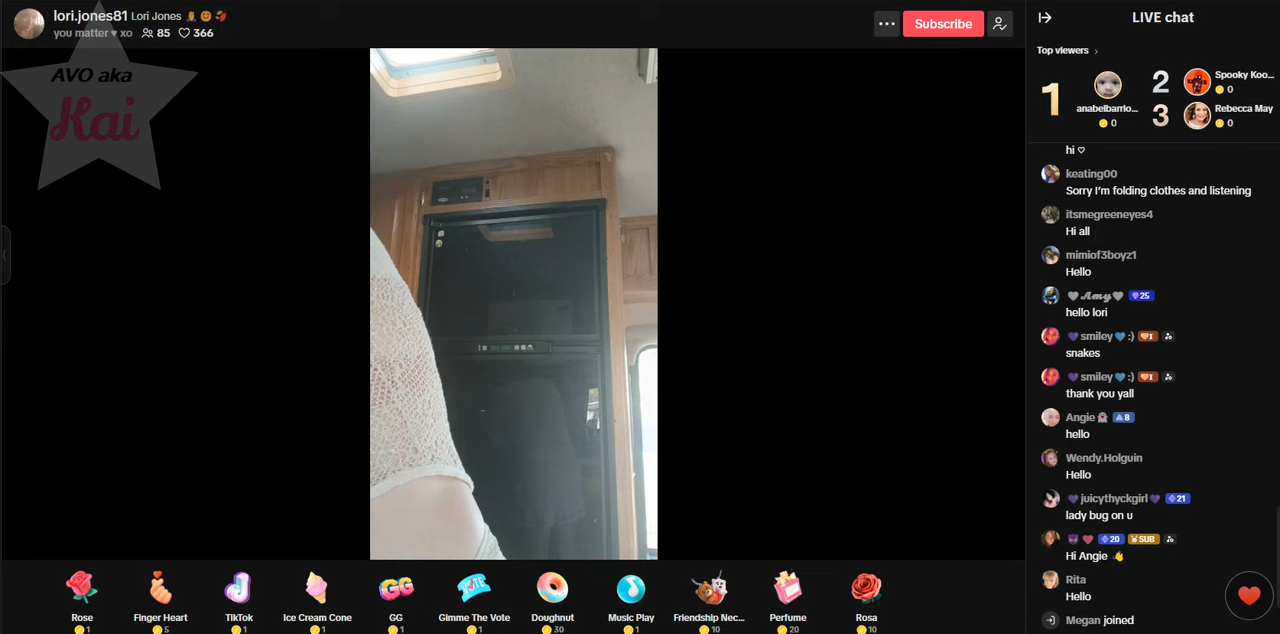 lori.jones81 Lori Jones
you matter ♥ xo 85 366
Subscribe
AVO aka
Kai
LIVE chat
Top viewers
1
anabelbarrio...
0
2
Spooky Koo...
0
3
Rebecca May
0
hi ♡
keating00
Sorry I'm folding clothes and listening
itsmegreeneyes4
Hi all
mimiof3boyz1
Hello
🤍𝓐𝓶𝔂🤍 25
hello lori
💜smiley💙:) I
snakes
💜smiley💙:) I
thank you yall
Angie 8
hello
Wendy.Holguin
Hello
💜juicythyckgirl💜 21
lady bug on u
20 SUB
Hi Angie 👋
Rita
Hello
Megan joined
Rose
1
Finger Heart
5
TikTok
1
Ice Cream Cone
1
GG
1
Gimme The Vote
1
Doughnut
30
Music Play
1
Friendship Nec...
10
Perfume
20
Rosa
10